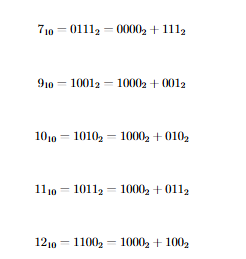 7₁₀ = 0111₂ = 0000₂ + 111₂
9₁₀ = 1001₂ = 1000₂ + 001₂
10₁₀ = 1010₂ = 1000₂ + 010₂
11₁₀ = 1011₂ = 1000₂ + 011₂
12₁₀ = 1100₂ = 1000₂ + 100₂